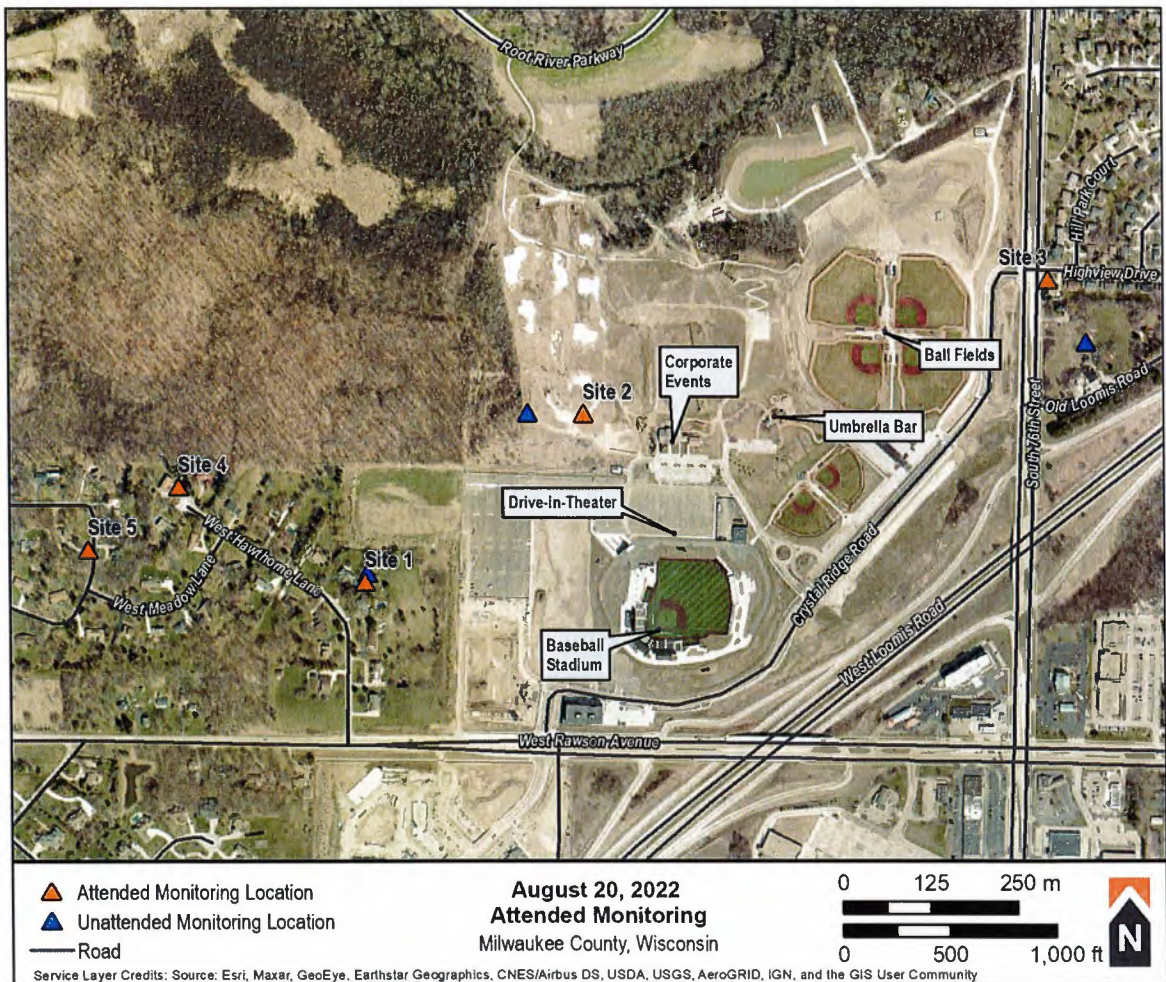 Root River Parkway
Hill Park Court
Site 3
Highview Drive
Ball Fields
Corporate
Events
Site 2
Old Loomis Road
Umbrella Bar
South 76th Street
Site 4
Drive-In-Theater
Site 5
West Hawthorne Lane
Site 1
West Meadow Lane
Crystal Ridge Road
West Loomis Road
Baseball
Stadium
West Rawson Avenue
Attended Monitoring Location
Unattended Monitoring Location
Road
August 20, 2022
Attended Monitoring
Milwaukee County, Wisconsin
0 125 250 m
0 500 1,000 ft
N
Service Layer Credits: Source: Esri, Maxar, GeoEye, Earthstar Geographics, CNES/Airbus DS, USDA, USGS, AeroGRID, IGN, and the GIS User Community